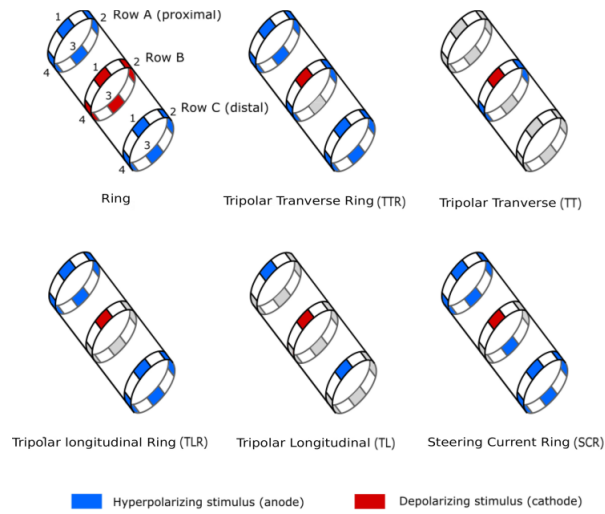 1
2
Row A (proximal)
3
4
1
2
Row B
3
4
1
2
Row C (distal)
3
4
Ring
Tripolar Tranverse Ring (TTR)
Tripolar Tranverse (TT)
Tripolar longitudinal Ring (TLR)
Tripolar Longitudinal (TL)
Steering Current Ring (SCR)
Hyperpolarizing stimulus (anode)
Depolarizing stimulus (cathode)